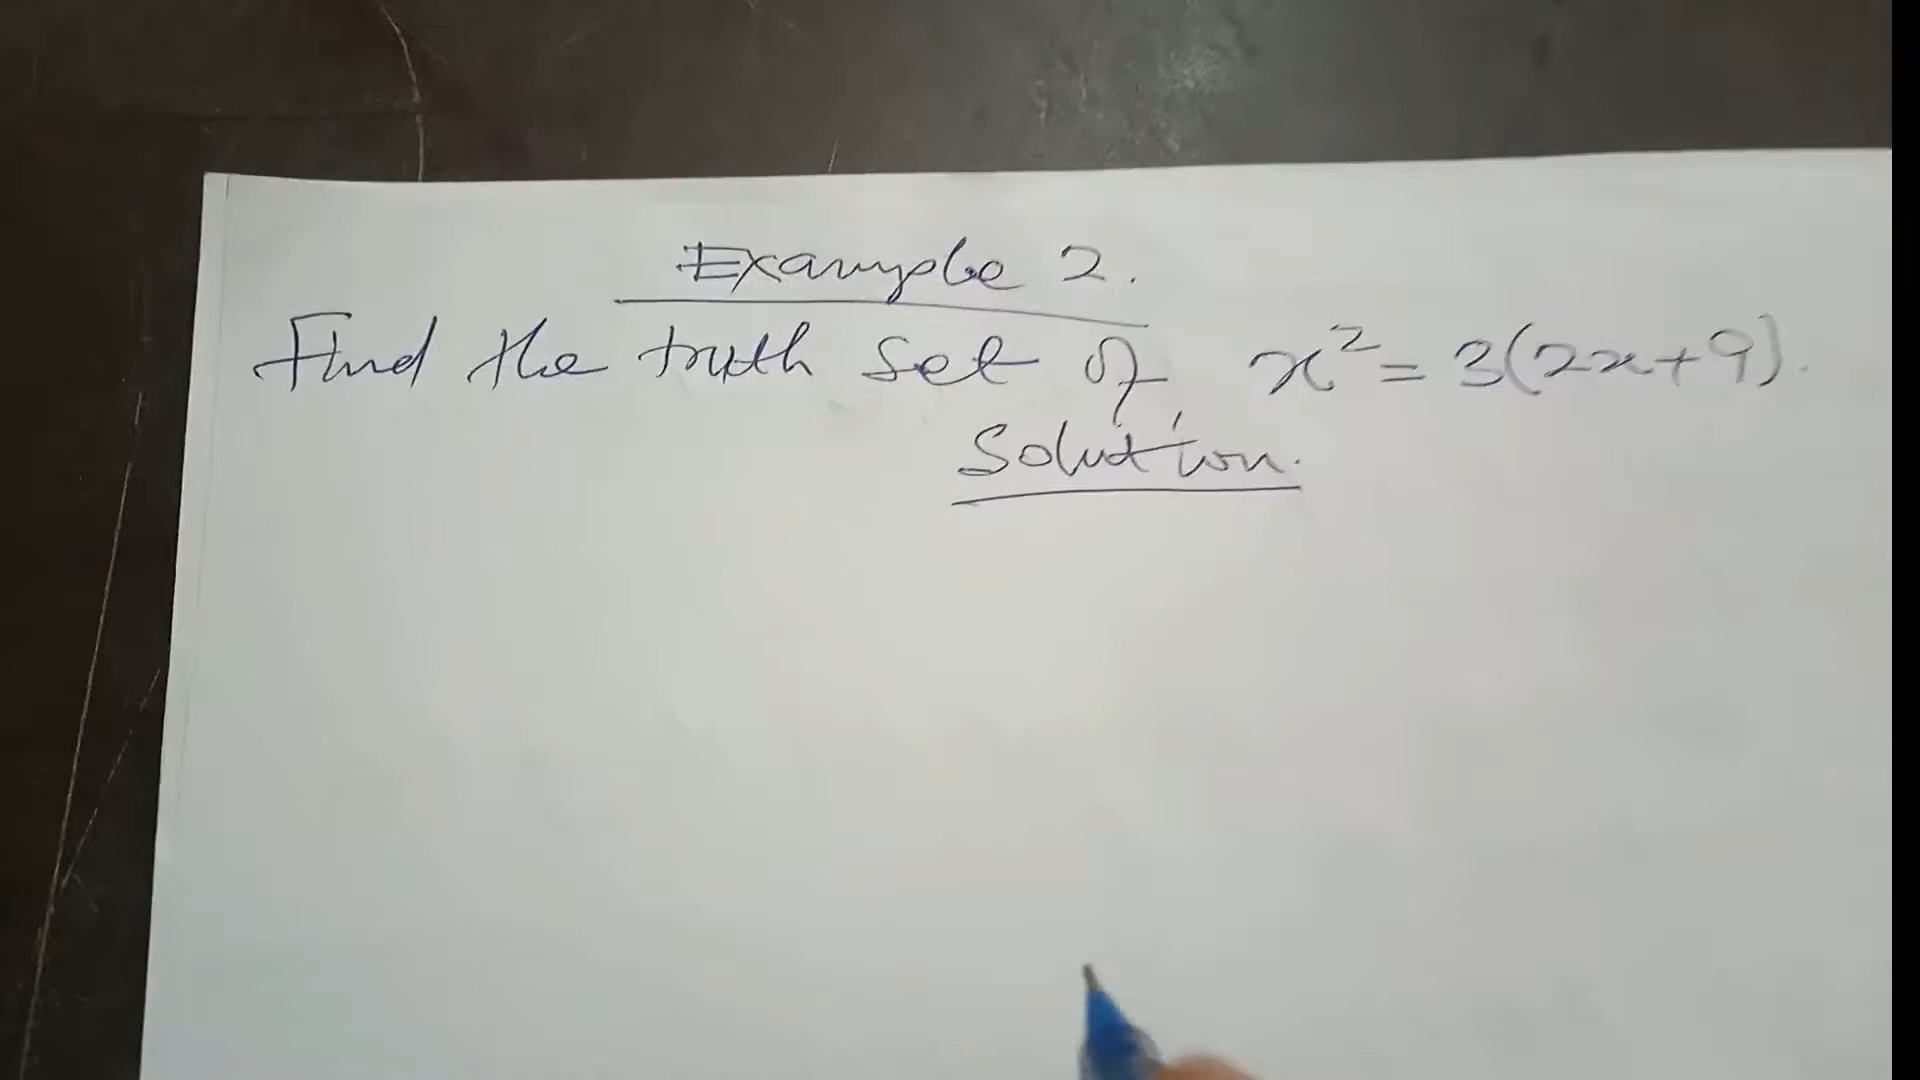 Example 2.
Find the truth set of x² = 3(2x+9).
Solution.